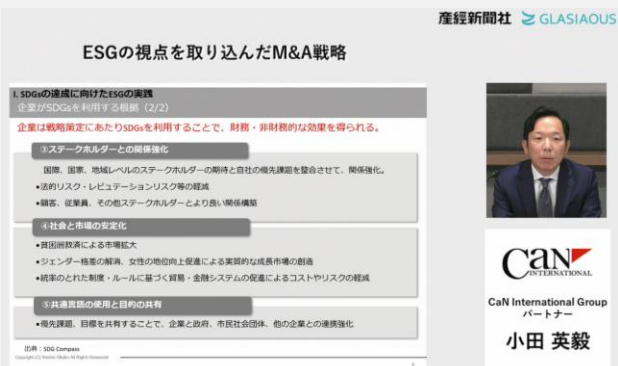 産經新聞社 GLASIAOUS
ESGの視点を取り込んだM&A戦略
I. SDGsの達成に向けたESGの実践
企業がSDGsを利用する根拠（2/2）
企業は戦略策定にあたりSDGsを利用することで、財務・非財務的な効果を得られる。
③ステークホルダーとの関係強化
国際、国家、地域レベルのステークホルダーの期待と自社の優先課題を整合させて、関係強化。
•法的リスク・レピュテーションリスク等の軽減
•顧客、従業員、その他ステークホルダーとより良い関係構築
④社会と市場の安定化
•貧困層救済による市場拡大
•ジェンダー格差の解消、女性の地位向上促進による実質的な成長市場の創造
•統率のとれた制度・ルールに基づく貿易・金融システムの促進によるコストやリスクの軽減
⑤共通言語の使用と目的の共有
•優先課題、目標を共有することで、企業と政府、市民社会団体、他の企業との連携強化
出典：SDG Compass
CaN
INTERNATIONAL
CaN International Group
パートナー
小田 英毅